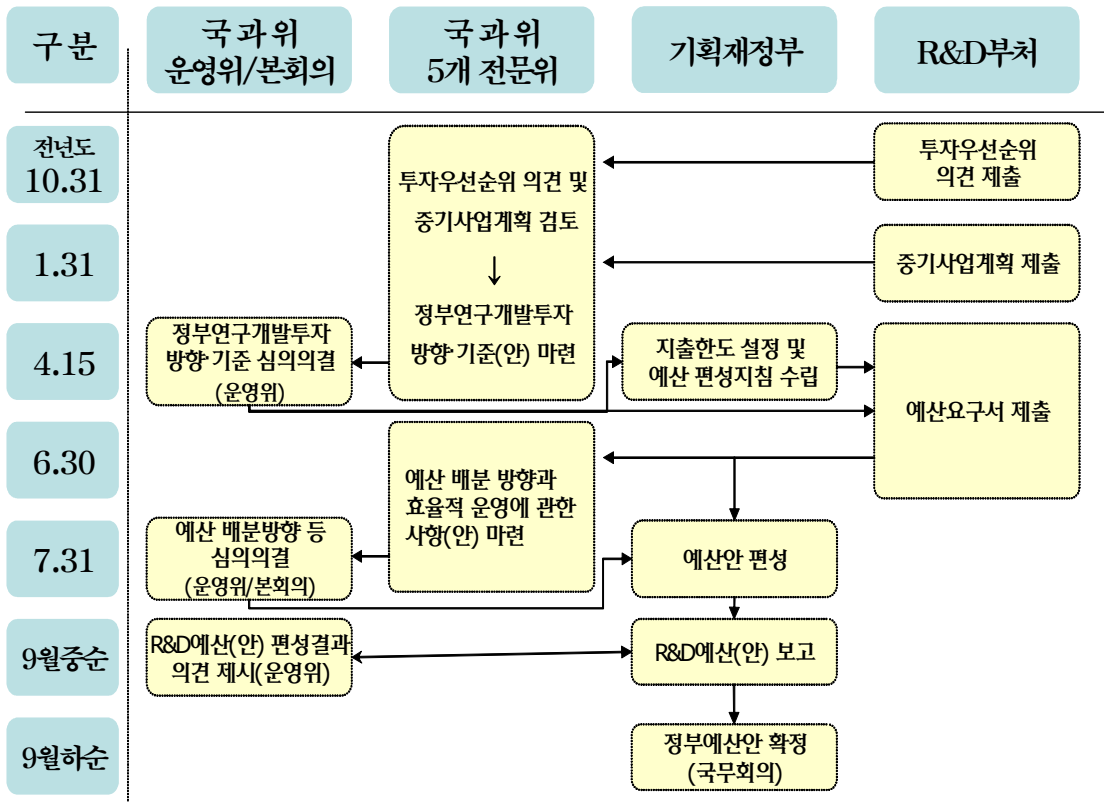 구 분
국 과 위
운영위/본회의
국 과 위
5개 전문위
기획재정부
R&D부처
전년도
10.31
투자우선순위 의견 및
중기사업계획 검토
↓
정부연구개발투자
방향·기준(안) 마련
투자우선순위
의견 제출
1.31
중기사업계획 제출
4.15
정부연구개발투자
방향·기준 심의의결
(운영위)
지출한도 설정 및
예산 편성지침 수립
예산요구서 제출
6.30
예산 배분 방향과
효율적 운영에 관한
사항(안) 마련
7.31
예산 배분방향 등
심의의결
(운영위/본회의)
예산안 편성
9월중순
R&D예산(안) 편성결과
의견 제시(운영위)
R&D예산(안) 보고
9월하순
정부예산안 확정
(국무회의)